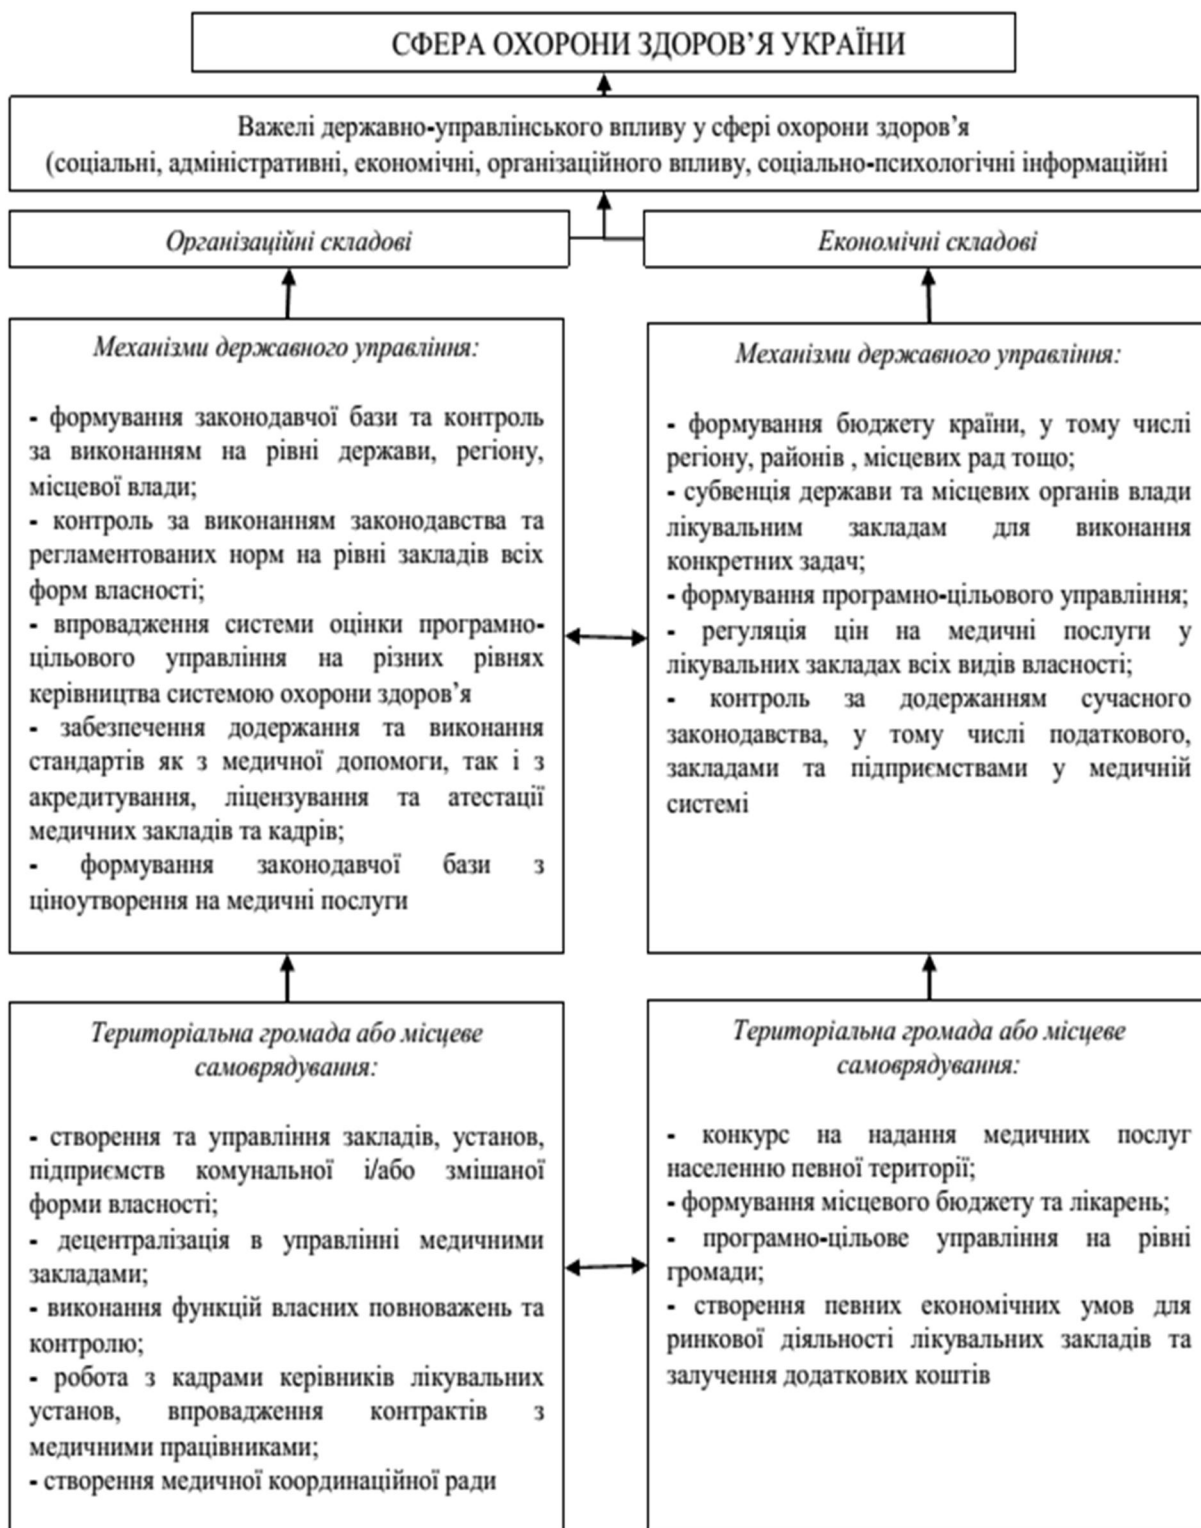 СФЕРА ОХОРОНИ ЗДОРОВ’Я УКРАЇНИ
Важелі державно-управлінського впливу у сфері охорони здоров’я
(соціальні, адміністративні, економічні, організаційного впливу, соціально-психологічні інформаційні
Організаційні складові
Економічні складові
Механізми державного управління:
- формування законодавчої бази та контроль
за виконанням на рівні держави, регіону,
місцевої влади;
- контроль за виконанням законодавства та
регламентованих норм на рівні закладів всіх
форм власності;
- впровадження системи оцінки програмно-
цільового управління на різних рівнях
керівництва системою охорони здоров’я
- забезпечення додержання та виконання
стандартів як з медичної допомоги, так і з
акредитування, ліцензування та атестації
медичних закладів та кадрів;
- формування законодавчої бази з
ціноутворення на медичні послуги
Механізми державного управління:
- формування бюджету країни, у тому числі
регіону, районів , місцевих рад тощо;
- субвенція держави та місцевих органів влади
лікувальним закладам для виконання
конкретних задач;
- формування програмно-цільового управління;
- регуляція цін на медичні послуги у
лікувальних закладах всіх видів власності;
- контроль за додержанням сучасного
законодавства, у тому числі податкового,
закладами та підприємствами у медичній
системі
Територіальна громада або місцеве
самоврядування:
- створення та управління закладів, установ,
підприємств комунальної і/або змішаної
форми власності;
- децентралізація в управлінні медичними
закладами;
- виконання функцій власних повноважень та
контролю;
- робота з кадрами керівників лікувальних
установ, впровадження контрактів з
медичними працівниками;
- створення медичної координаційної ради
Територіальна громада або місцеве
самоврядування:
- конкурс на надання медичних послуг
населенню певної території;
- формування місцевого бюджету та лікарень;
- програмно-цільове управління на рівні
громади;
- створення певних економічних умов для
ринкової діяльності лікувальних закладів та
залучення додаткових коштів